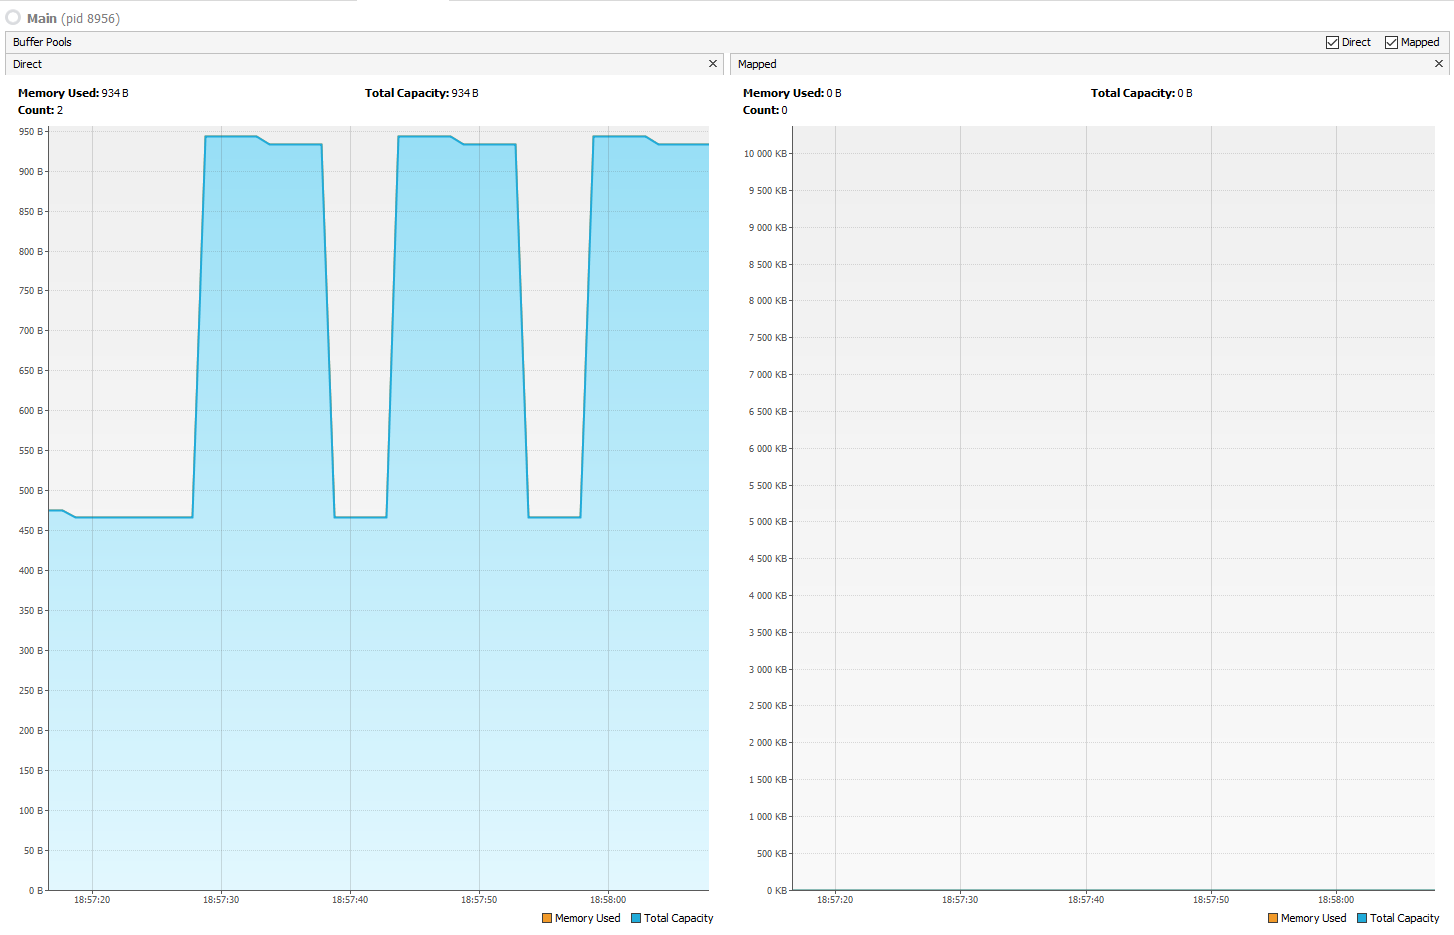 Main (pid 8956)
Buffer Pools
Direct Mapped
Direct
Memory Used: 934 B Total Capacity: 934 B
Count: 2
950 B
900 B
850 B
800 B
750 B
700 B
650 B
600 B
550 B
500 B
450 B
400 B
350 B
300 B
250 B
200 B
150 B
100 B
50 B
0 B
18:57:20 18:57:30 18:57:40 18:57:50 18:58:00
Memory Used Total Capacity
Mapped
Memory Used: 0 B Total Capacity: 0 B
Count: 0
10 000 KB
9 500 KB
9 000 KB
8 500 KB
8 000 KB
7 500 KB
7 000 KB
6 500 KB
6 000 KB
5 500 KB
5 000 KB
4 500 KB
4 000 KB
3 500 KB
3 000 KB
2 500 KB
2 000 KB
1 500 KB
1 000 KB
500 KB
0 KB
18:57:20 18:57:30 18:57:40 18:57:50 18:58:00
Memory Used Total Capacity